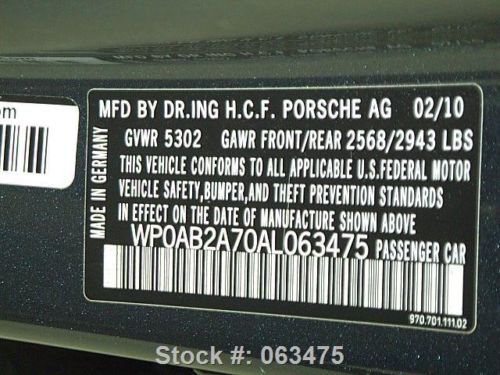 om
MFD BY DR.ING H.C.F. PORSCHE AG 02/10
GVWR 5302 GAWR FRONT/REAR 2568/2943 LBS
THIS VEHICLE CONFORMS TO ALL APPLICABLE U.S.FEDERAL MOTOR
VEHICLE SAFETY,BUMPER,AND THEFT PREVENTION STANDARDS
IN EFFECT ON THE DATE OF MANUFACTURE SHOWN ABOVE
WP0AB2A70AL063475 PASSENGER CAR
MADE IN GERMANY
970.701.111.02
Stock #: 063475